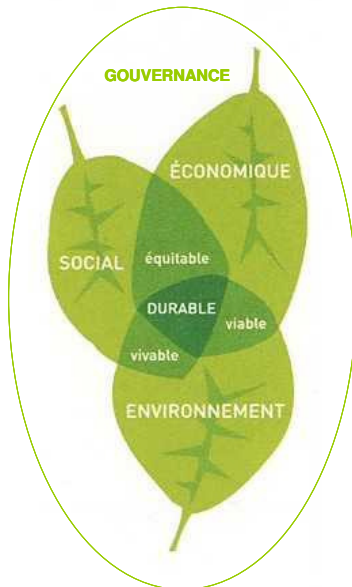 GOUVERNANCE
ÉCONOMIQUE
SOCIAL
équitable
DURABLE
viable
vivable
ENVIRONNEMENT